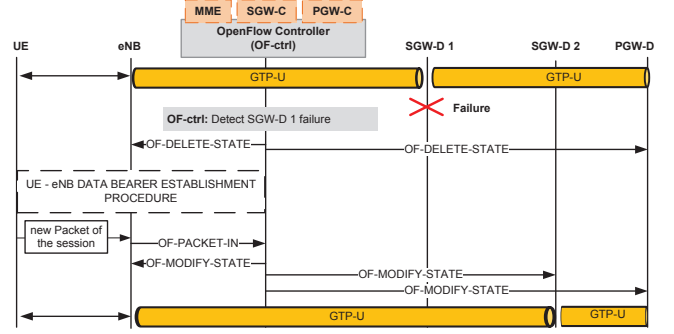 MME SGW-C PGW-C
OpenFlow Controller
(OF-ctrl)
UE eNB SGW-D 1 SGW-D 2 PGW-D
GTP-U GTP-U
Failure
OF-ctrl: Detect SGW-D 1 failure
OF-DELETE-STATE OF-DELETE-STATE
UE - eNB DATA BEARER ESTABLISHMENT
PROCEDURE
new Packet of
the session
OF-PACKET-IN
OF-MODIFY-STATE
OF-MODIFY-STATE
OF-MODIFY-STATE
GTP-U GTP-U